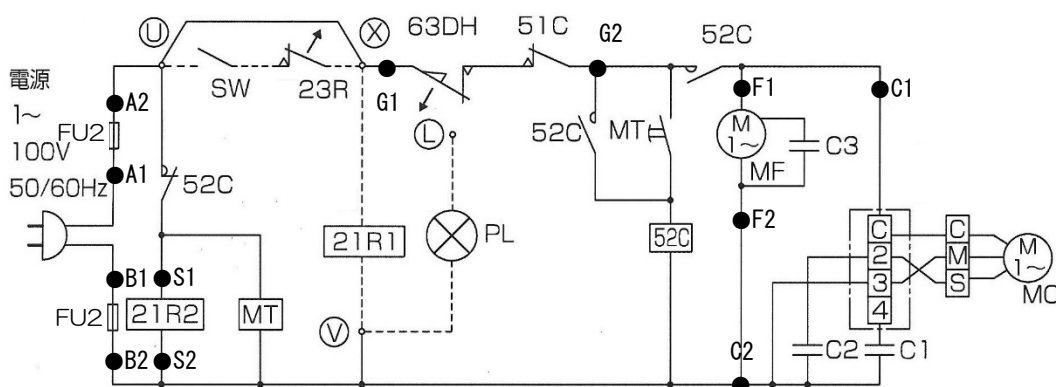 U
X
63DH
51C
G2
52C
電源
1~
100V
50/60Hz
A2
FU2
A1
SW
23R
G1
L
52C
MT
F1
M
1~
MF
C3
C1
52C
21R1
PL
52C
F2
C
2
3
4
C
M
S
M
1~
MC
B1
S1
FU2
21R2
MT
B2
S2
V
C2
C2
C1